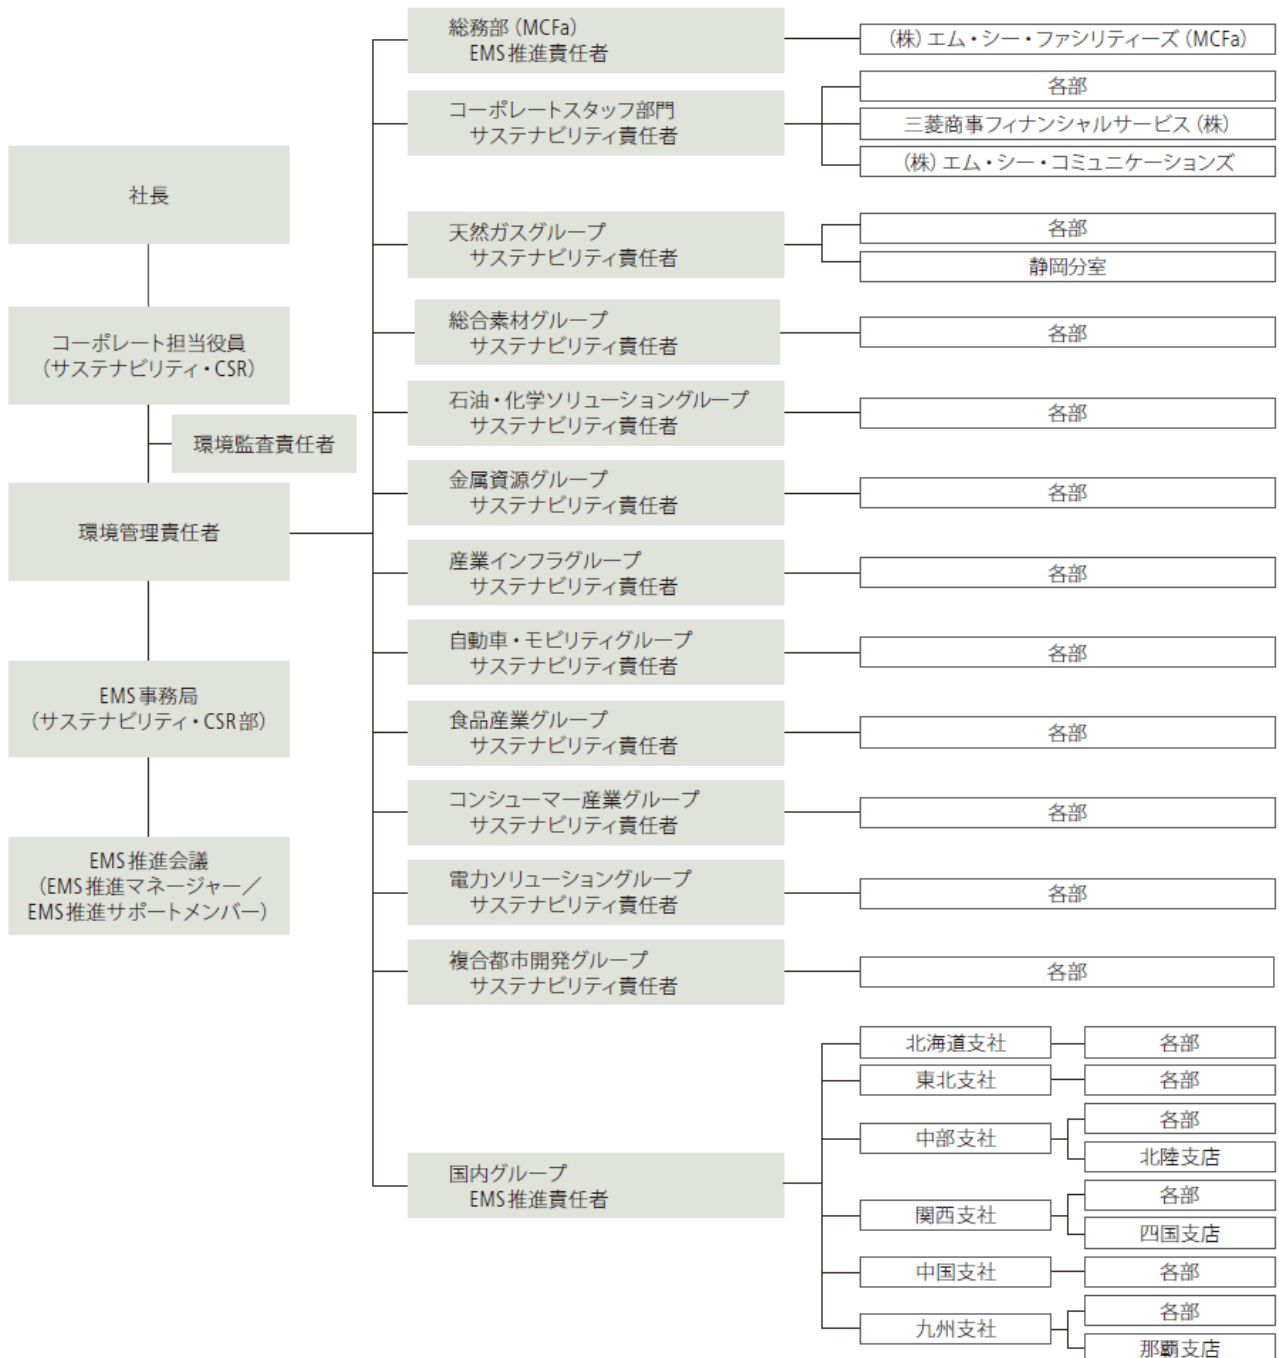 社長
コーポレート担当役員
（サステナビリティ・CSR）
環境監査責任者
環境管理責任者
EMS事務局
（サステナビリティ・CSR部）
EMS推進会議
（EMS推進マネージャー／
EMS推進サポートメンバー）
総務部（MCFa）
EMS推進責任者
（株）エム・シー・ファシリティーズ（MCFa）
コーポレートスタッフ部門
サステナビリティ責任者
各部
三菱商事フィナンシャルサービス（株）
（株）エム・シー・コミュニケーションズ
天然ガスグループ
サステナビリティ責任者
各部
静岡分室
総合素材グループ
サステナビリティ責任者
各部
石油・化学ソリューショングループ
サステナビリティ責任者
各部
金属資源グループ
サステナビリティ責任者
各部
産業インフラグループ
サステナビリティ責任者
各部
自動車・モビリティグループ
サステナビリティ責任者
各部
食品産業グループ
サステナビリティ責任者
各部
コンシューマー産業グループ
サステナビリティ責任者
各部
電力ソリューショングループ
サステナビリティ責任者
各部
複合都市開発グループ
サステナビリティ責任者
各部
国内グループ
EMS推進責任者
北海道支社
各部
東北支社
各部
中部支社
各部
北陸支店
関西支社
各部
四国支店
中国支社
各部
九州支社
各部
那覇支店